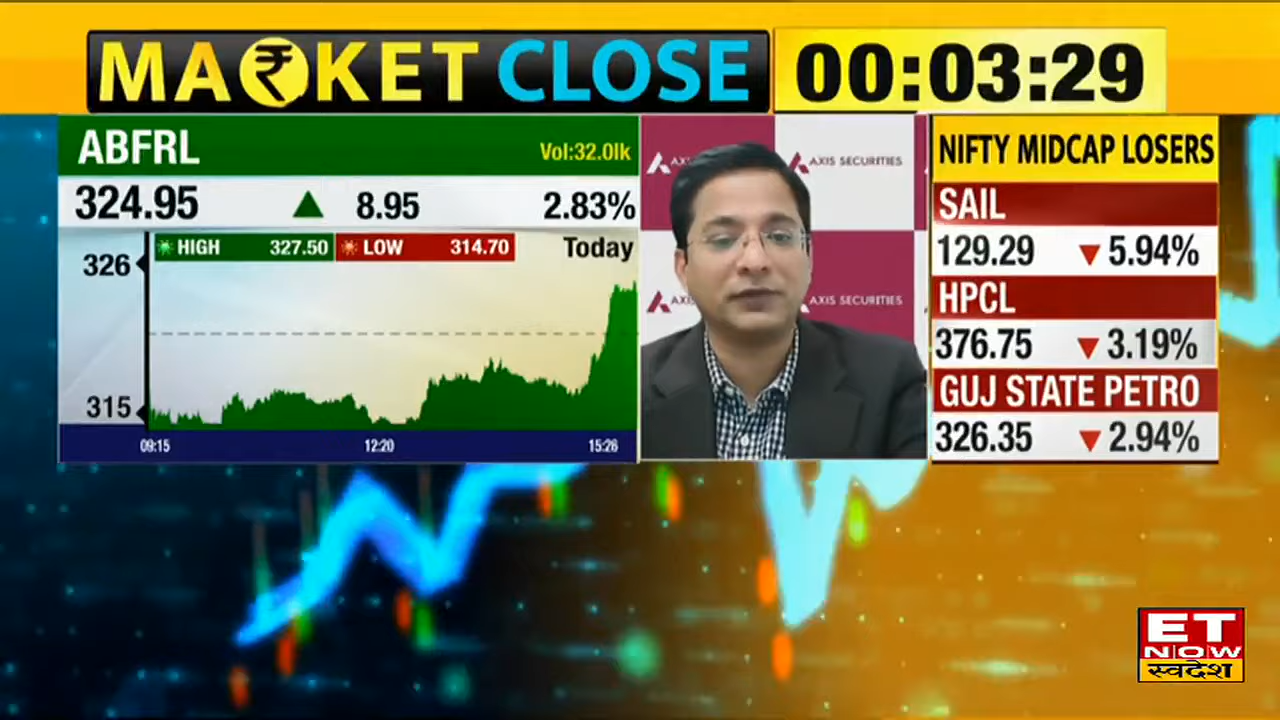 MA₹KET CLOSE
00:03:29
ABFRL
Vol:32.0lk
324.95 ▲ 8.95 2.83%
HIGH 327.50 LOW 314.70 Today
326
315
09:15 12:20 15:26
AXIS SECURITIES
AXIS SECURITIES
NIFTY MIDCAP LOSERS
SAIL
129.29 ▼ 5.94%
HPCL
376.75 ▼ 3.19%
GUJ STATE PETRO
326.35 ▼ 2.94%
ET
NOW
स्वदेश